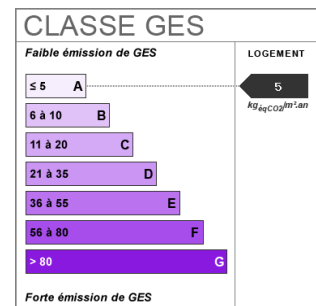 CLASSE GES
Faible émission de GES
LOGEMENT
≤ 5 A
5
kgéqCO2/m².an
6 à 10 B
11 à 20 C
21 à 35 D
36 à 55 E
56 à 80 F
> 80 G
Forte émission de GES